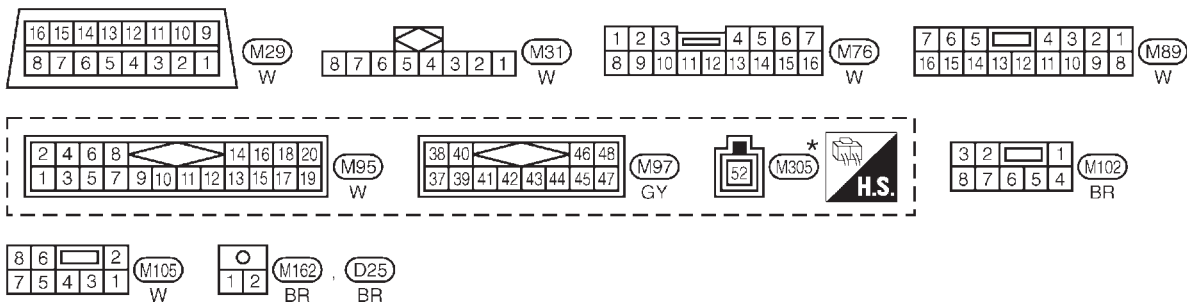 16 15 14 13 12 11 10 9
8 7 6 5 4 3 2 1
M29
W
8 7 6 5 4 3 2 1
M31
W
1 2 3 4 5 6 7
8 9 10 11 12 13 14 15 16
M76
W
7 6 5 4 3 2 1
16 15 14 13 12 11 10 9 8
M89
W
2 4 6 8 14 16 18 20
1 3 5 7 9 10 11 12 13 15 17 19
M95
W
38 40 46 48
37 39 41 42 43 44 45 47
M97
GY
52
M305
*
H.S.
3 2 1
8 7 6 5 4
M102
BR
8 6 2
7 5 4 3 1
M105
W
1 2
M162 , D25
BR BR